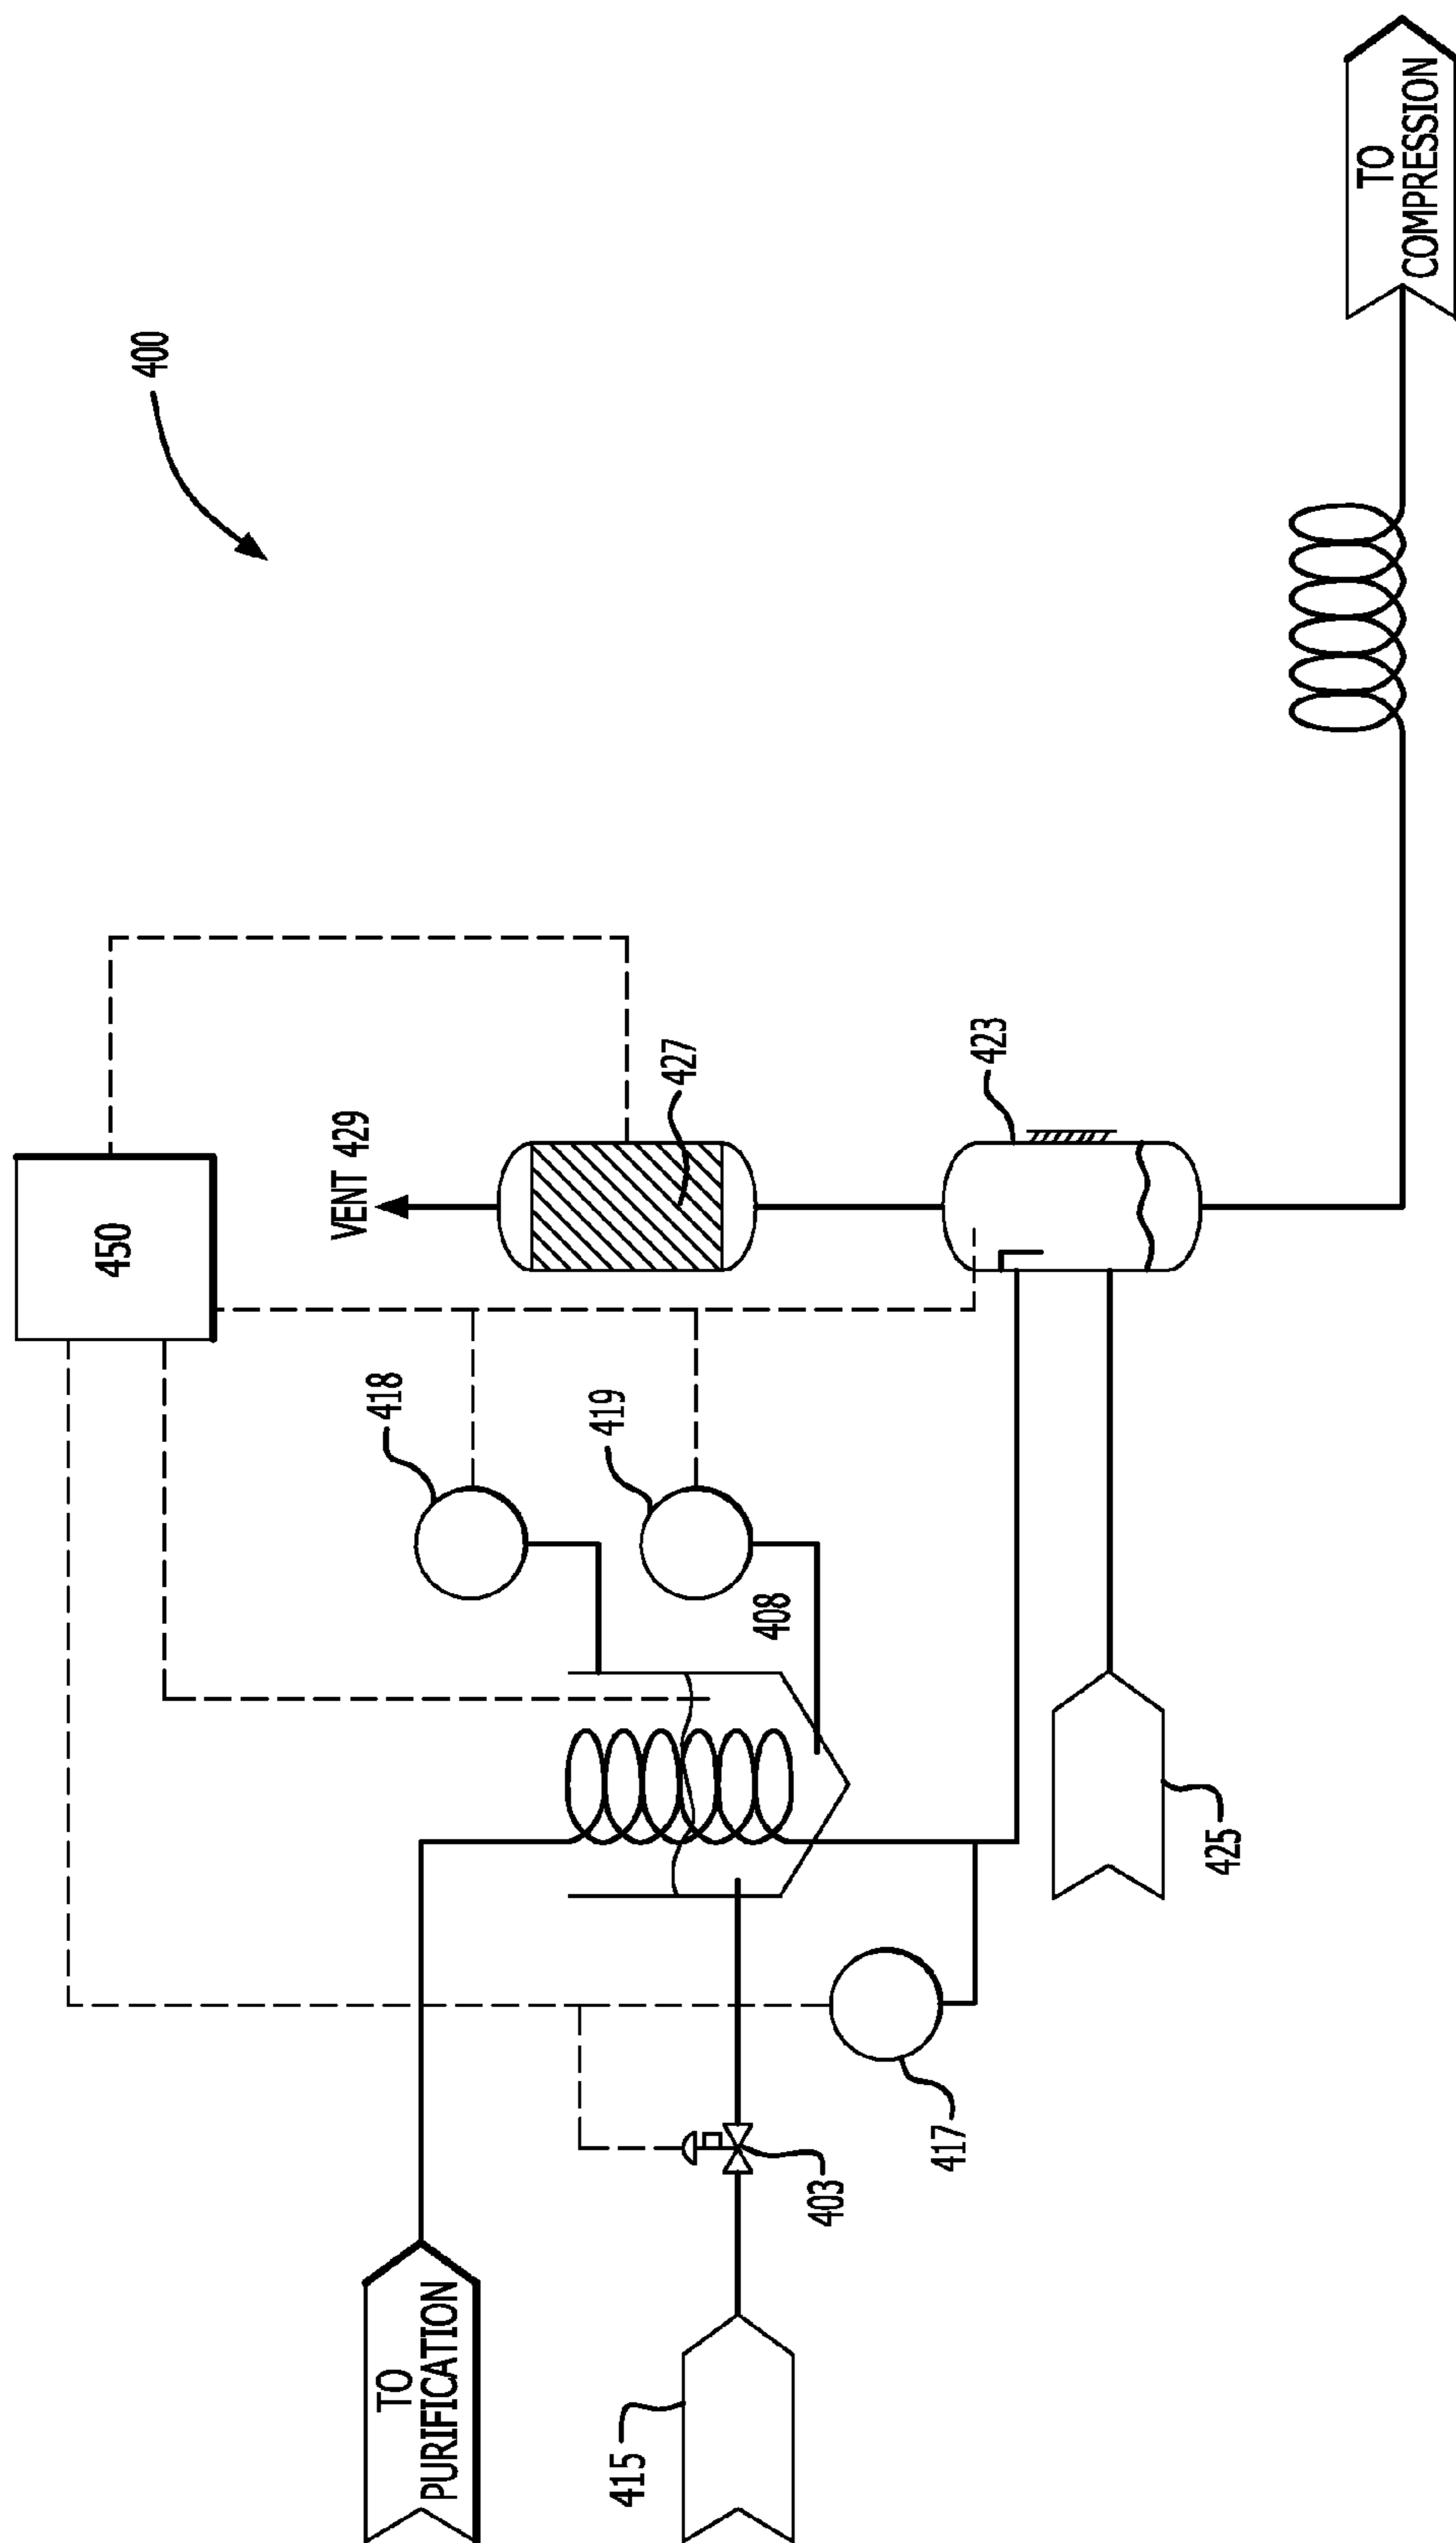 400
450
VENT 429
427
423
418
419
408
417
403
415
425
TO
PURIFICATION
TO
COMPRESSION